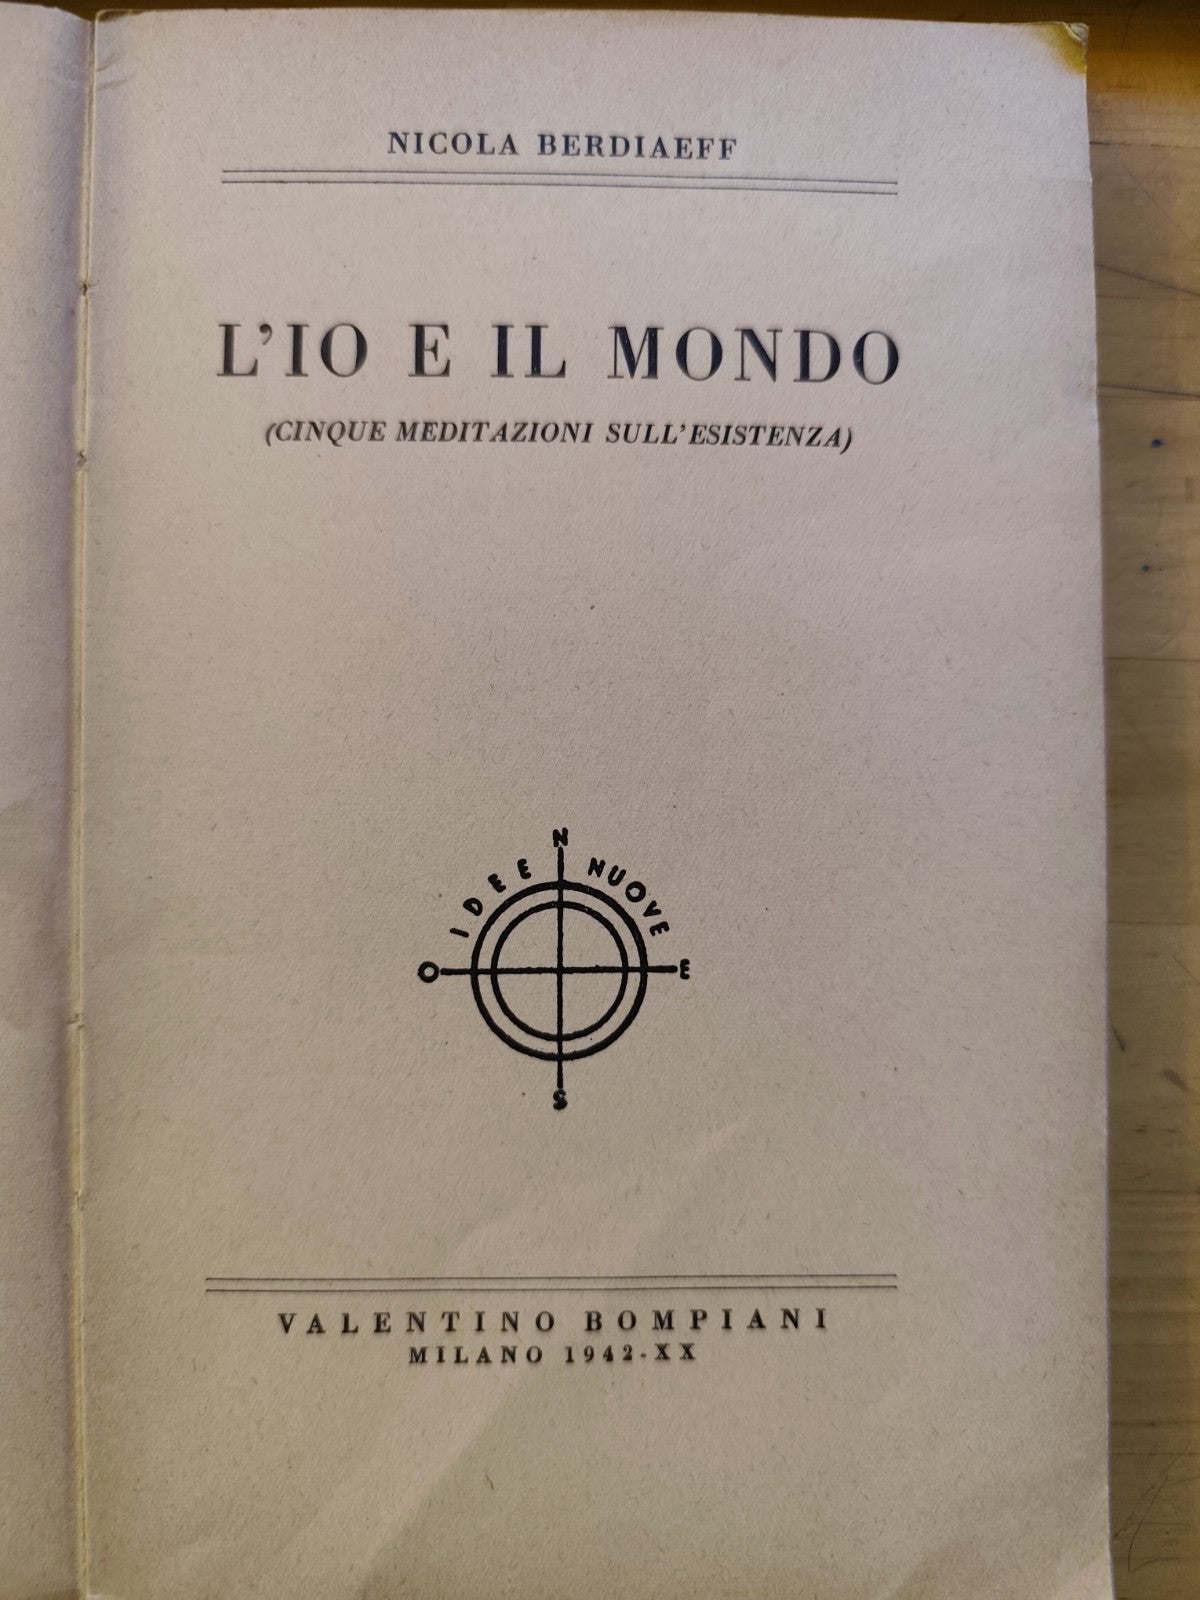 NICOLA BERDIAEFF
L'IO E IL MONDO
(CINQUE MEDITAZIONI SULL'ESISTENZA)
N
IDEE NUOVE
O E
S
VALENTINO BOMPIANI
MILANO 1942-XX